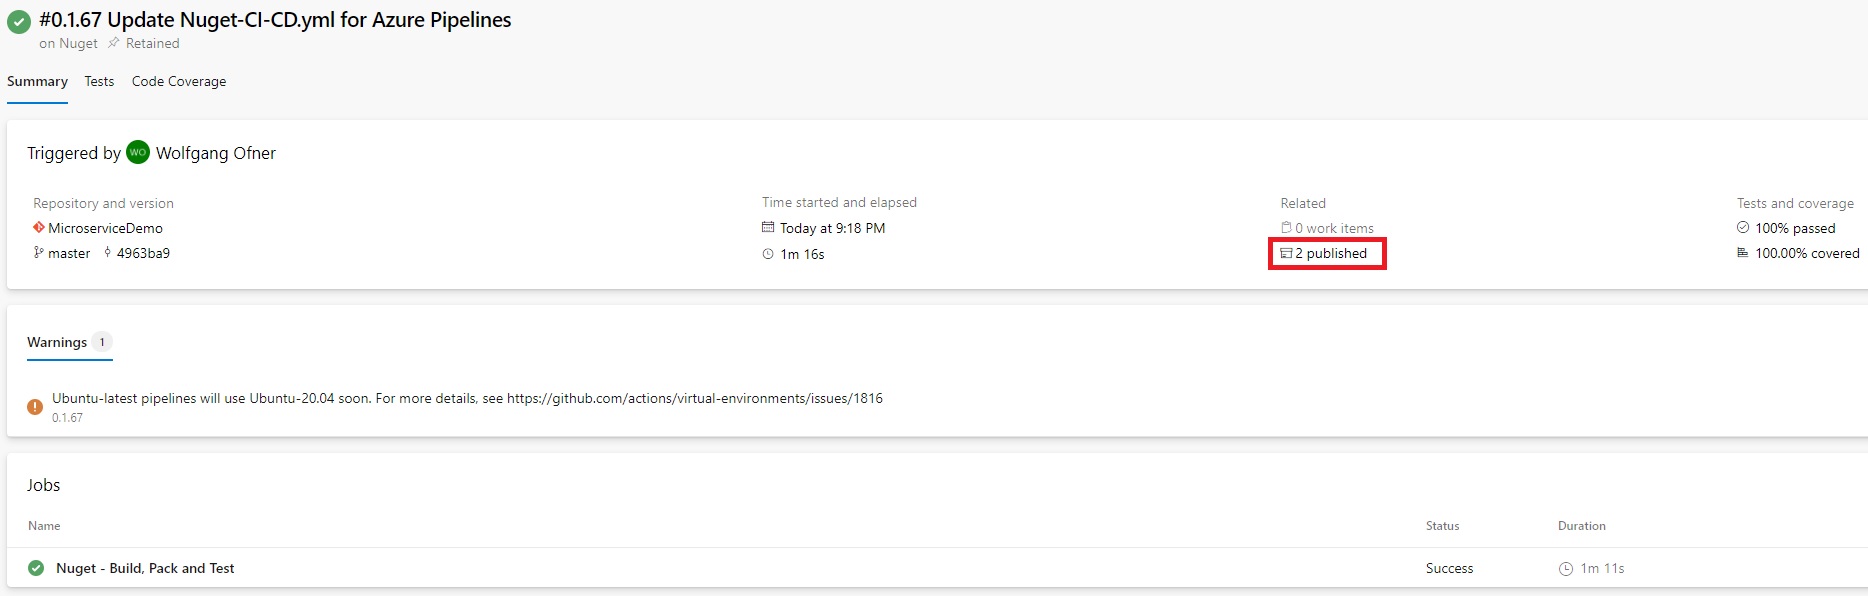 #0.1.67 Update Nuget-CI-CD.yml for Azure Pipelines
on Nuget Retained
Summary Tests Code Coverage
Triggered by WO Wolfgang Ofner
Repository and version
MicroserviceDemo
master 4963ba9
Time started and elapsed
Today at 9:18 PM
1m 16s
Related
0 work items
2 published
Tests and coverage
100% passed
100.00% covered
Warnings 1
Ubuntu-latest pipelines will use Ubuntu-20.04 soon. For more details, see https://github.com/actions/virtual-environments/issues/1816
0.1.67
Jobs
Name Status Duration
Nuget - Build, Pack and Test Success 1m 11s